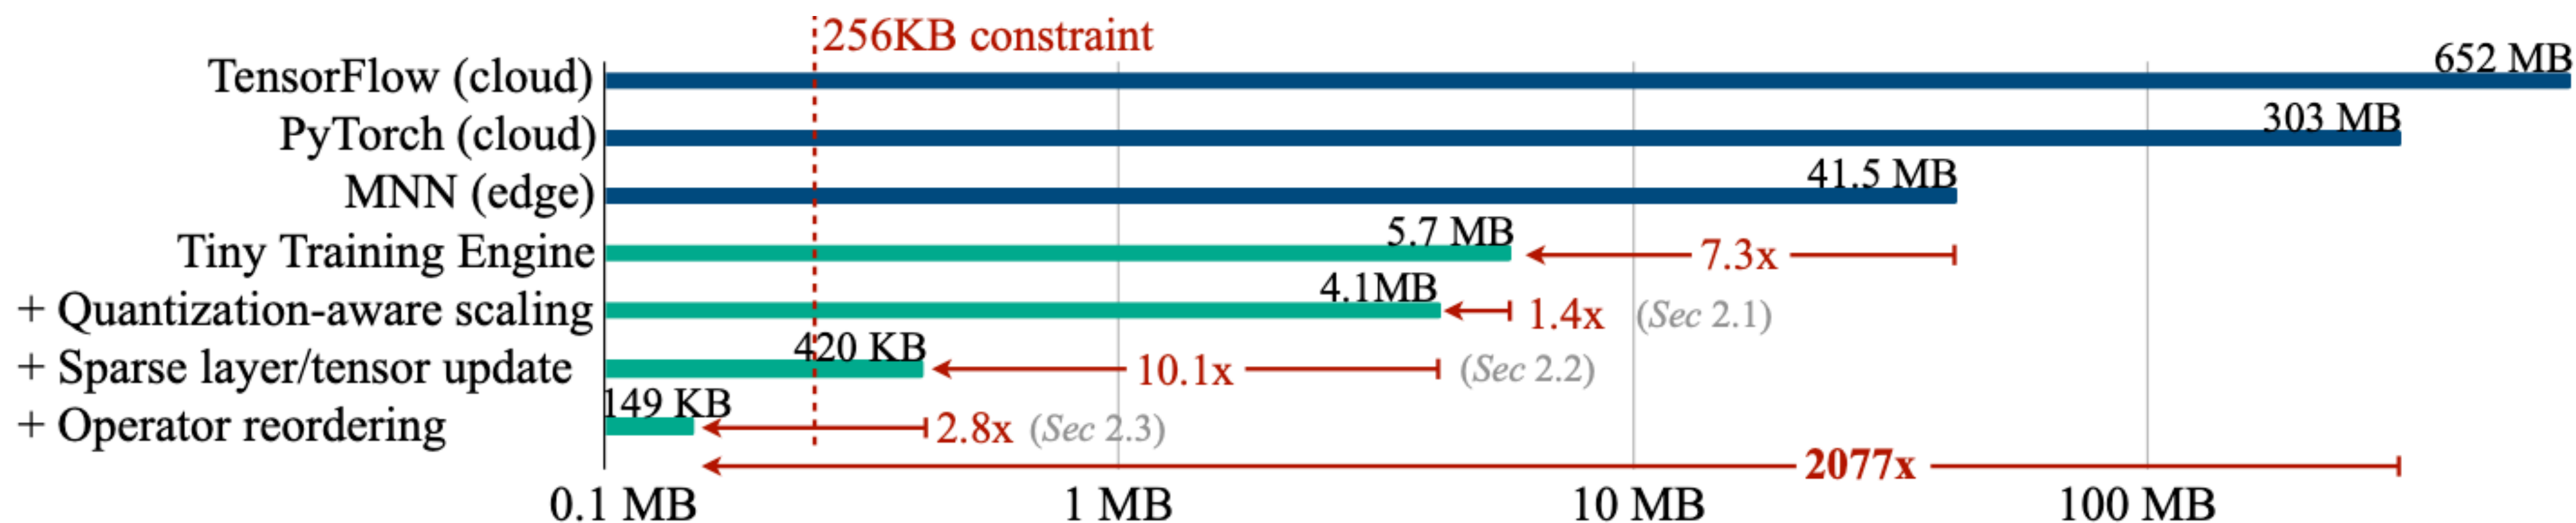 256KB constraint
TensorFlow (cloud) 652 MB
PyTorch (cloud) 303 MB
MNN (edge) 41.5 MB
Tiny Training Engine 5.7 MB 7.3x
+ Quantization-aware scaling 4.1MB 1.4x (Sec 2.1)
+ Sparse layer/tensor update 420 KB 10.1x (Sec 2.2)
+ Operator reordering 149 KB 2.8x (Sec 2.3)
2077x
0.1 MB 1 MB 10 MB 100 MB